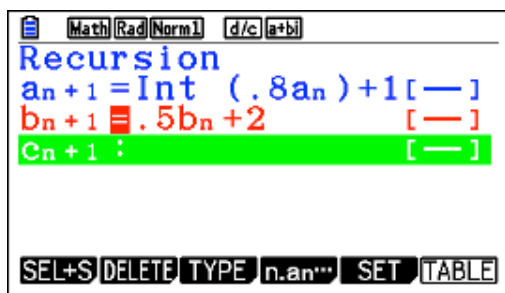 Math Rad Norm1 d/c a+bi
Recursion
an+1=Int (.8an)+1[—]
bn+1=.5bn+2 [—]
cn+1: [—]
SEL+S DELETE TYPE n.an… SET TABLE